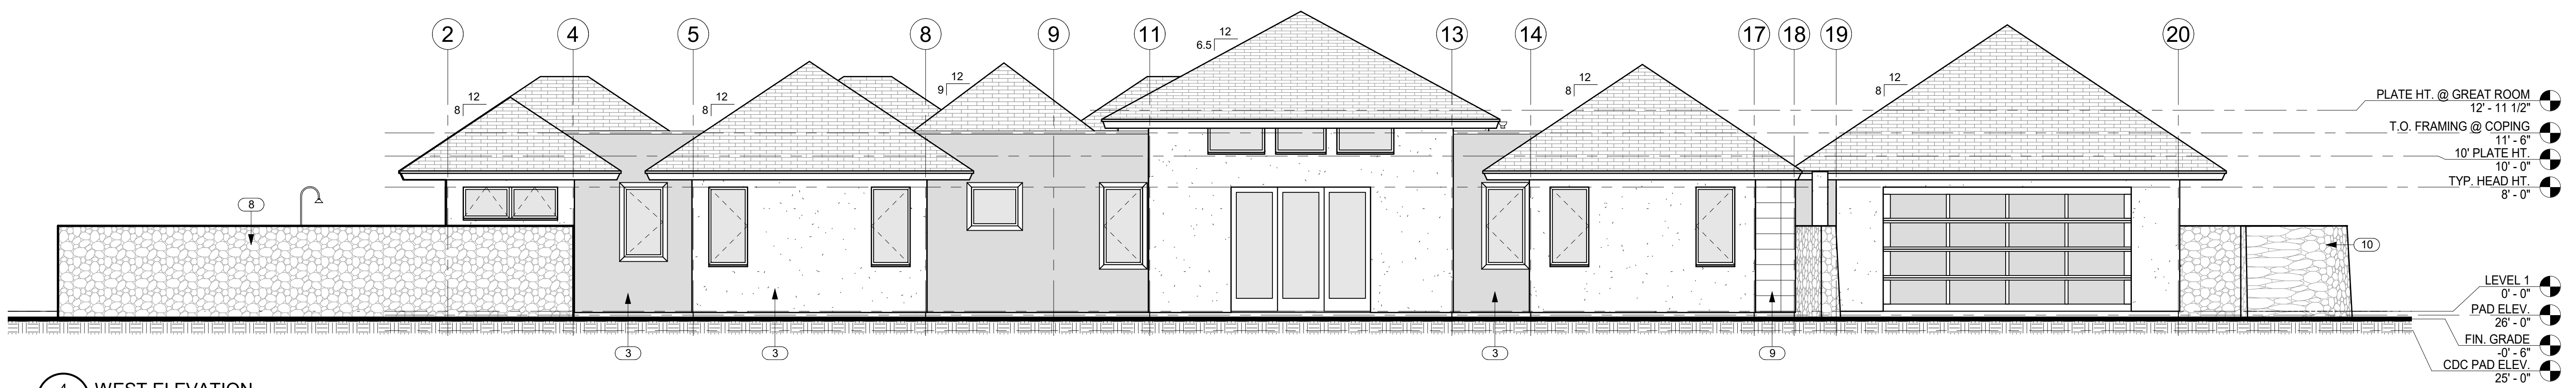 2 4 5 8 9 11 13 14 17 18 19 20
12
6.5
12
9
12
8
12
8
12
8
12
8
PLATE HT. @ GREAT ROOM
12' - 11 1/2"
T.O. FRAMING @ COPING
11' - 6"
10' PLATE HT.
10' - 0"
TYP. HEAD HT.
8' - 0"
8
10
LEVEL 1
0' - 0"
PAD ELEV.
26' - 0"
FIN. GRADE
-0' - 6"
CDC PAD ELEV.
25' - 0"
3 3 3 9
4 WEST ELEVATION